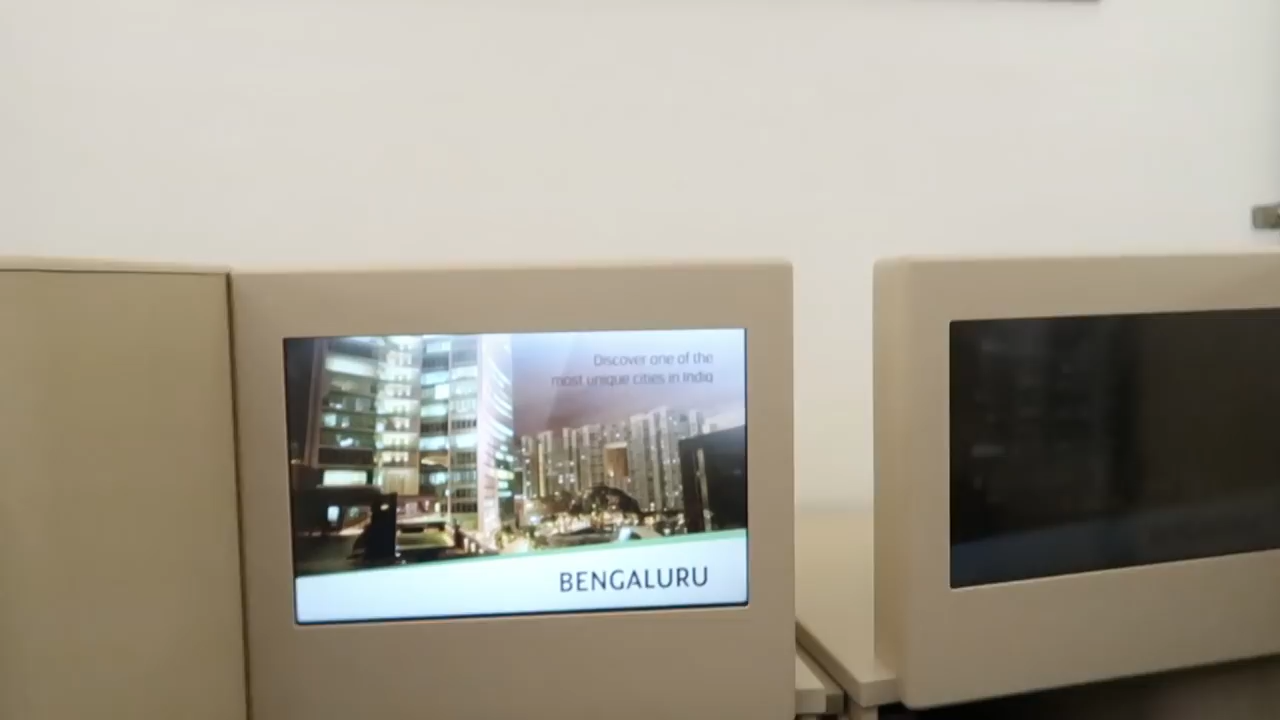 Discover one of the
most unique cities in India
BENGALURU